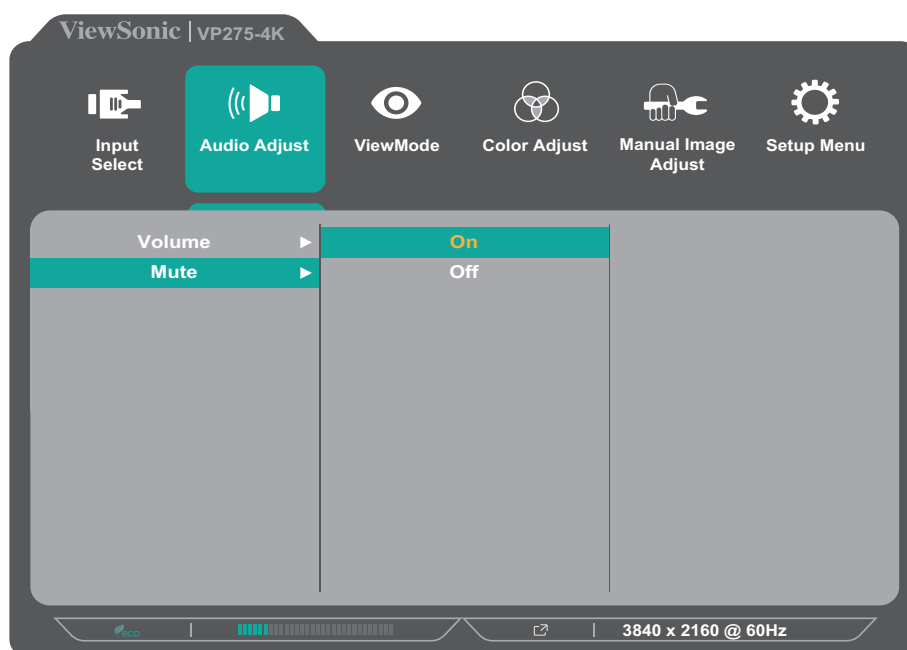 ViewSonic | VP275-4K
Input Select
Audio Adjust
ViewMode
Color Adjust
Manual Image Adjust
Setup Menu
Volume
On
Mute
Off
ECO
3840 x 2160 @ 60Hz